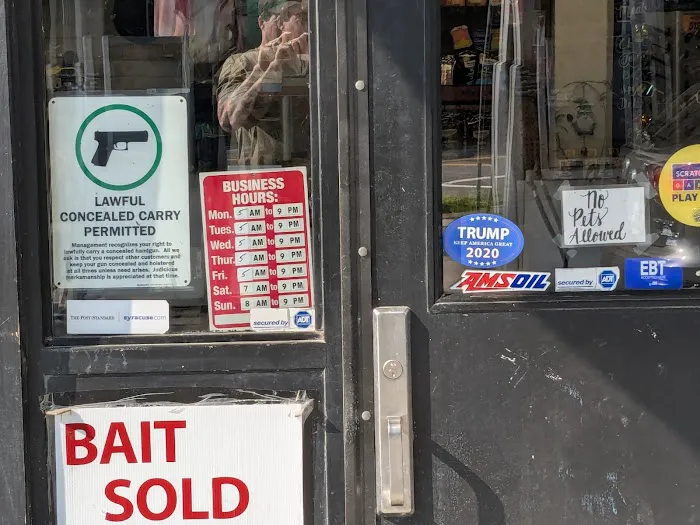 LAWFUL
CONCEALED CARRY
PERMITTED
Management recognizes your right to
lawfully carry a concealed handgun. All we
ask is that you respect other customers and
keep your gun concealed and holstered
at all times unless need arises. Judicious
marksmanship is appreciated at that time.
BUSINESS
HOURS:
Mon. 5 AM to 9 PM
Tues. 5 AM to 9 PM
Wed. 5 AM to 9 PM
Thur. 5 AM to 9 PM
Fri. 5 AM to 9 PM
Sat. 7 AM to 9 PM
Sun. 8 AM to 9 PM
secured by ADT
THE POST-STANDARD syracuse.com
BAIT
SOLD
TRUMP
KEEP AMERICA GREAT
2020
AMSOIL
No
Pets
Allowed
secured by ADT
EBT
PLAY